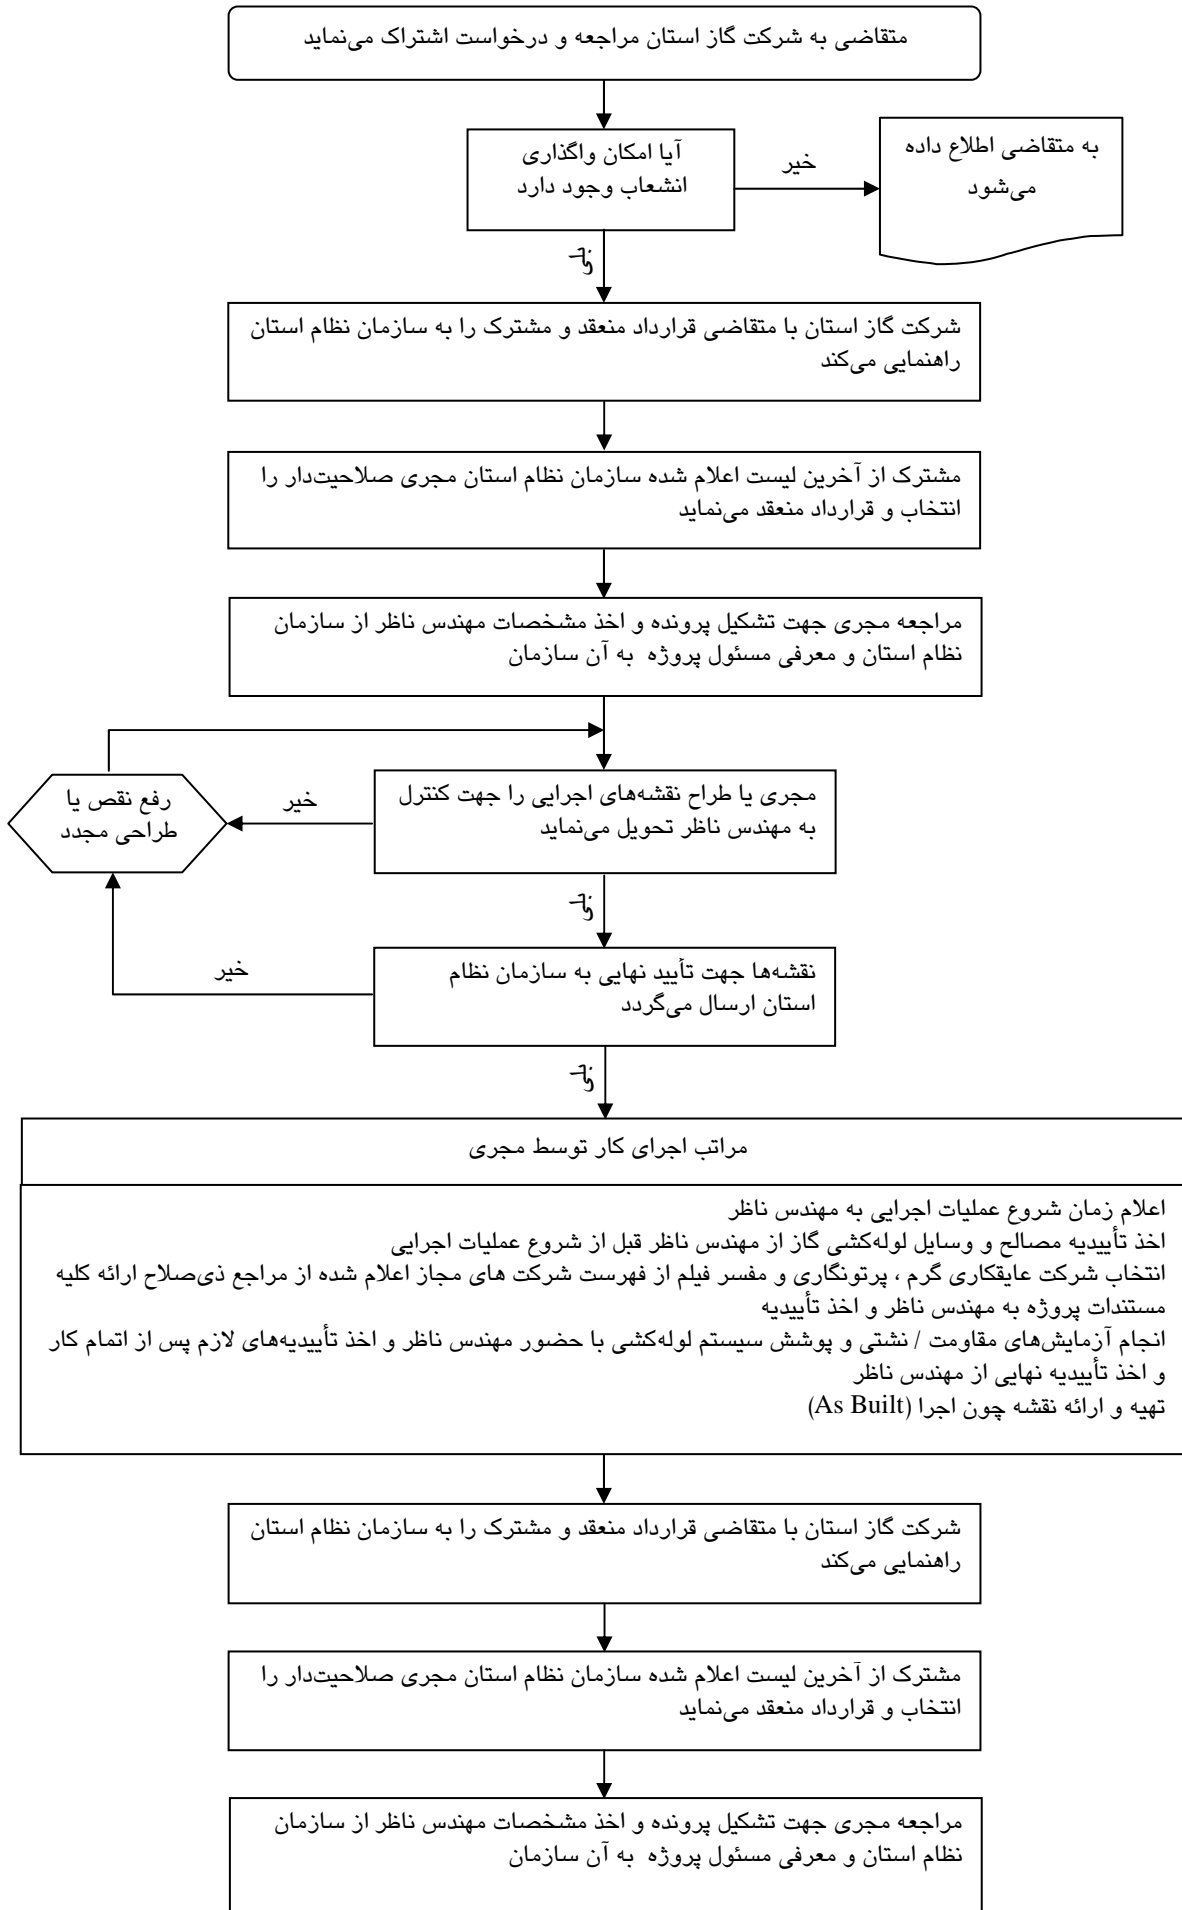 متقاضی به شرکت گاز استان مراجعه و درخواست اشتراک می‌نماید
آیا امکان واگذاری
انشعاب وجود دارد
خیر
به متقاضی اطلاع داده
می‌شود
بلی
شرکت گاز استان با متقاضی قرارداد منعقد و مشترک را به سازمان نظام استان
راهنمایی می‌کند
مشترک از آخرین لیست اعلام شده سازمان نظام استان مجری صلاحیت‌دار را
انتخاب و قرارداد منعقد می‌نماید
مراجعه مجری جهت تشکیل پرونده و اخذ مشخصات مهندس ناظر از سازمان
نظام استان و معرفی مسئول پروژه به آن سازمان
مجری یا طراح نقشه‌های اجرایی را جهت کنترل
به مهندس ناظر تحویل می‌نماید
خیر
رفع نقص یا
طراحی مجدد
بلی
نقشه‌ها جهت تأیید نهایی به سازمان نظام
استان ارسال می‌گردد
خیر
بلی
مراتب اجرای کار توسط مجری
اعلام زمان شروع عملیات اجرایی به مهندس ناظر
اخذ تأییدیه مصالح و وسایل لوله‌کشی گاز از مهندس ناظر قبل از شروع عملیات اجرایی
انتخاب شرکت عایقکاری گرم ، پرتونگاری و مفسر فیلم از فهرست شرکت های مجاز اعلام شده از مراجع ذی‌صلاح ارائه کلیه
مستندات پروژه به مهندس ناظر و اخذ تأییدیه
انجام آزمایش‌های مقاومت / نشتی و پوشش سیستم لوله‌کشی با حضور مهندس ناظر و اخذ تأییدیه‌های لازم پس از اتمام کار
و اخذ تأییدیه نهایی از مهندس ناظر
تهیه و ارائه نقشه چون اجرا (As Built)
شرکت گاز استان با متقاضی قرارداد منعقد و مشترک را به سازمان نظام استان
راهنمایی می‌کند
مشترک از آخرین لیست اعلام شده سازمان نظام استان مجری صلاحیت‌دار را
انتخاب و قرارداد منعقد می‌نماید
مراجعه مجری جهت تشکیل پرونده و اخذ مشخصات مهندس ناظر از سازمان
نظام استان و معرفی مسئول پروژه به آن سازمان